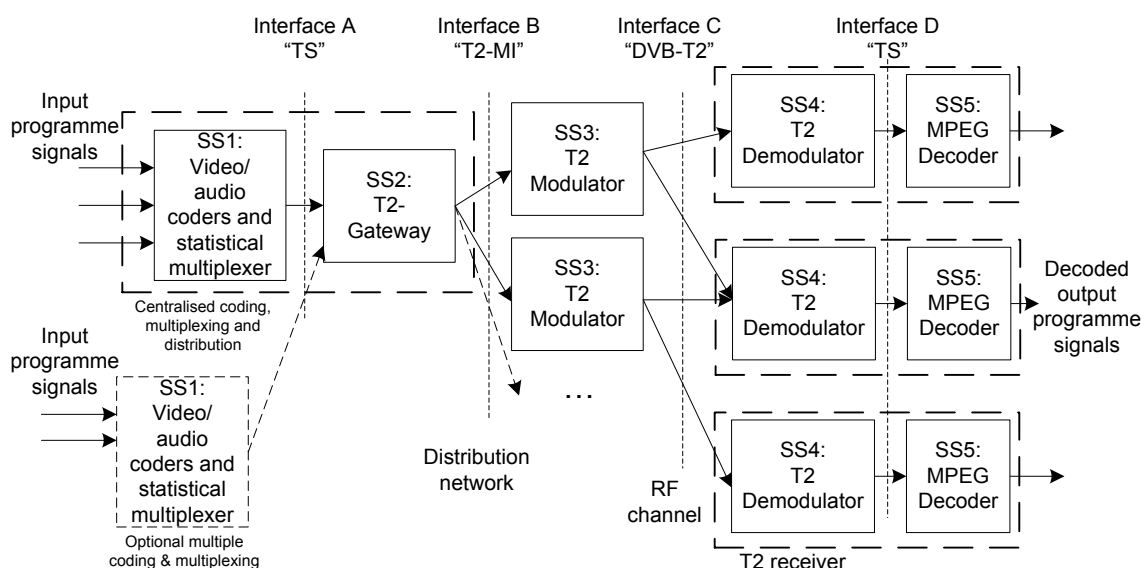 Interface A
“TS”
Interface B
“T2-MI”
Interface C
“DVB-T2”
Interface D
“TS”
Input
programme
signals
SS1:
Video/
audio
coders and
statistical
multiplexer
SS2:
T2-
Gateway
Centralised coding,
multiplexing and
distribution
SS3:
T2
Modulator
SS3:
T2
Modulator
...
SS4:
T2
Demodulator
SS5:
MPEG
Decoder
SS4:
T2
Demodulator
SS5:
MPEG
Decoder
Decoded
output
programme
signals
Input
programme
signals
SS1:
Video/
audio
coders and
statistical
multiplexer
Optional multiple
coding & multiplexing
Distribution
network
RF
channel
SS4:
T2
Demodulator
SS5:
MPEG
Decoder
T2 receiver